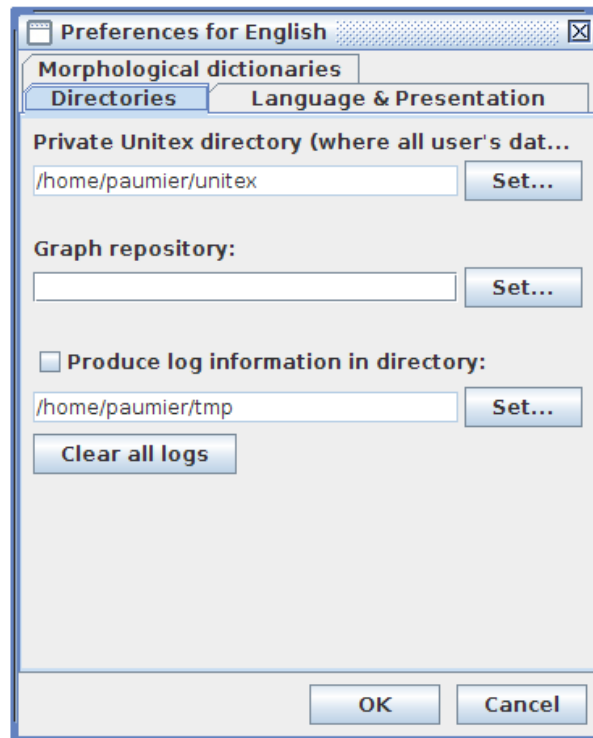 Preferences for English
Morphological dictionaries
Directories Language & Presentation
Private Unitex directory (where all user's dat...
/home/paumier/unitex Set...
Graph repository:
Set...
Produce log information in directory:
/home/paumier/tmp Set...
Clear all logs
OK Cancel